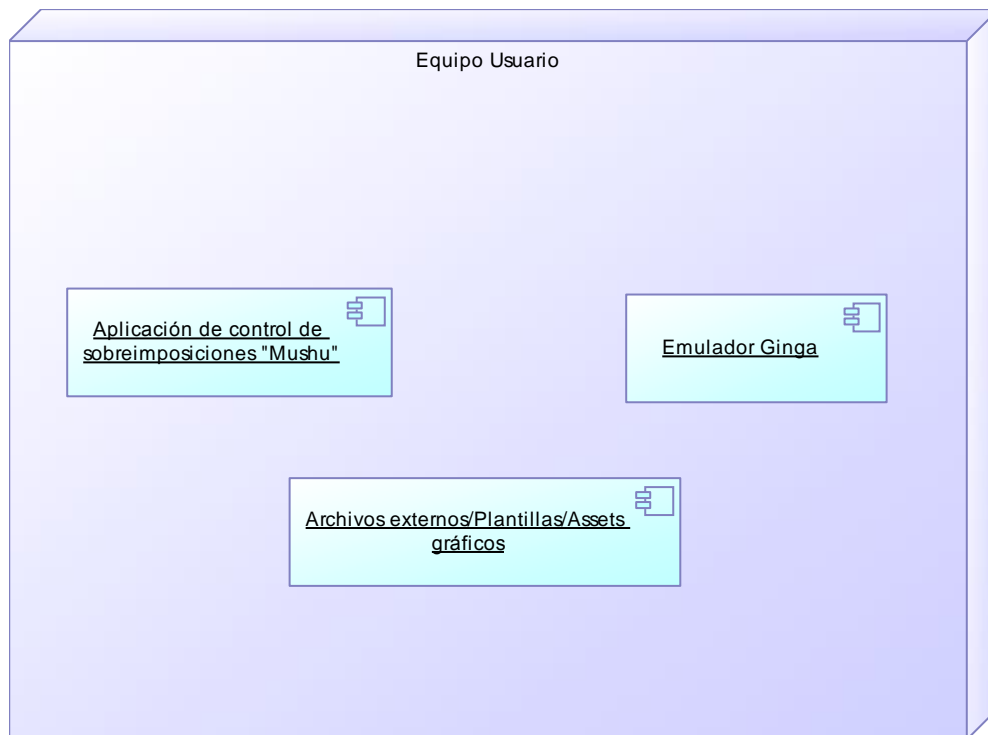 Equipo Usuario
Aplicación de control de
sobreimposiciones "Mushu"
Emulador Ginga
Archivos externos/Plantillas/Assets
gráficos